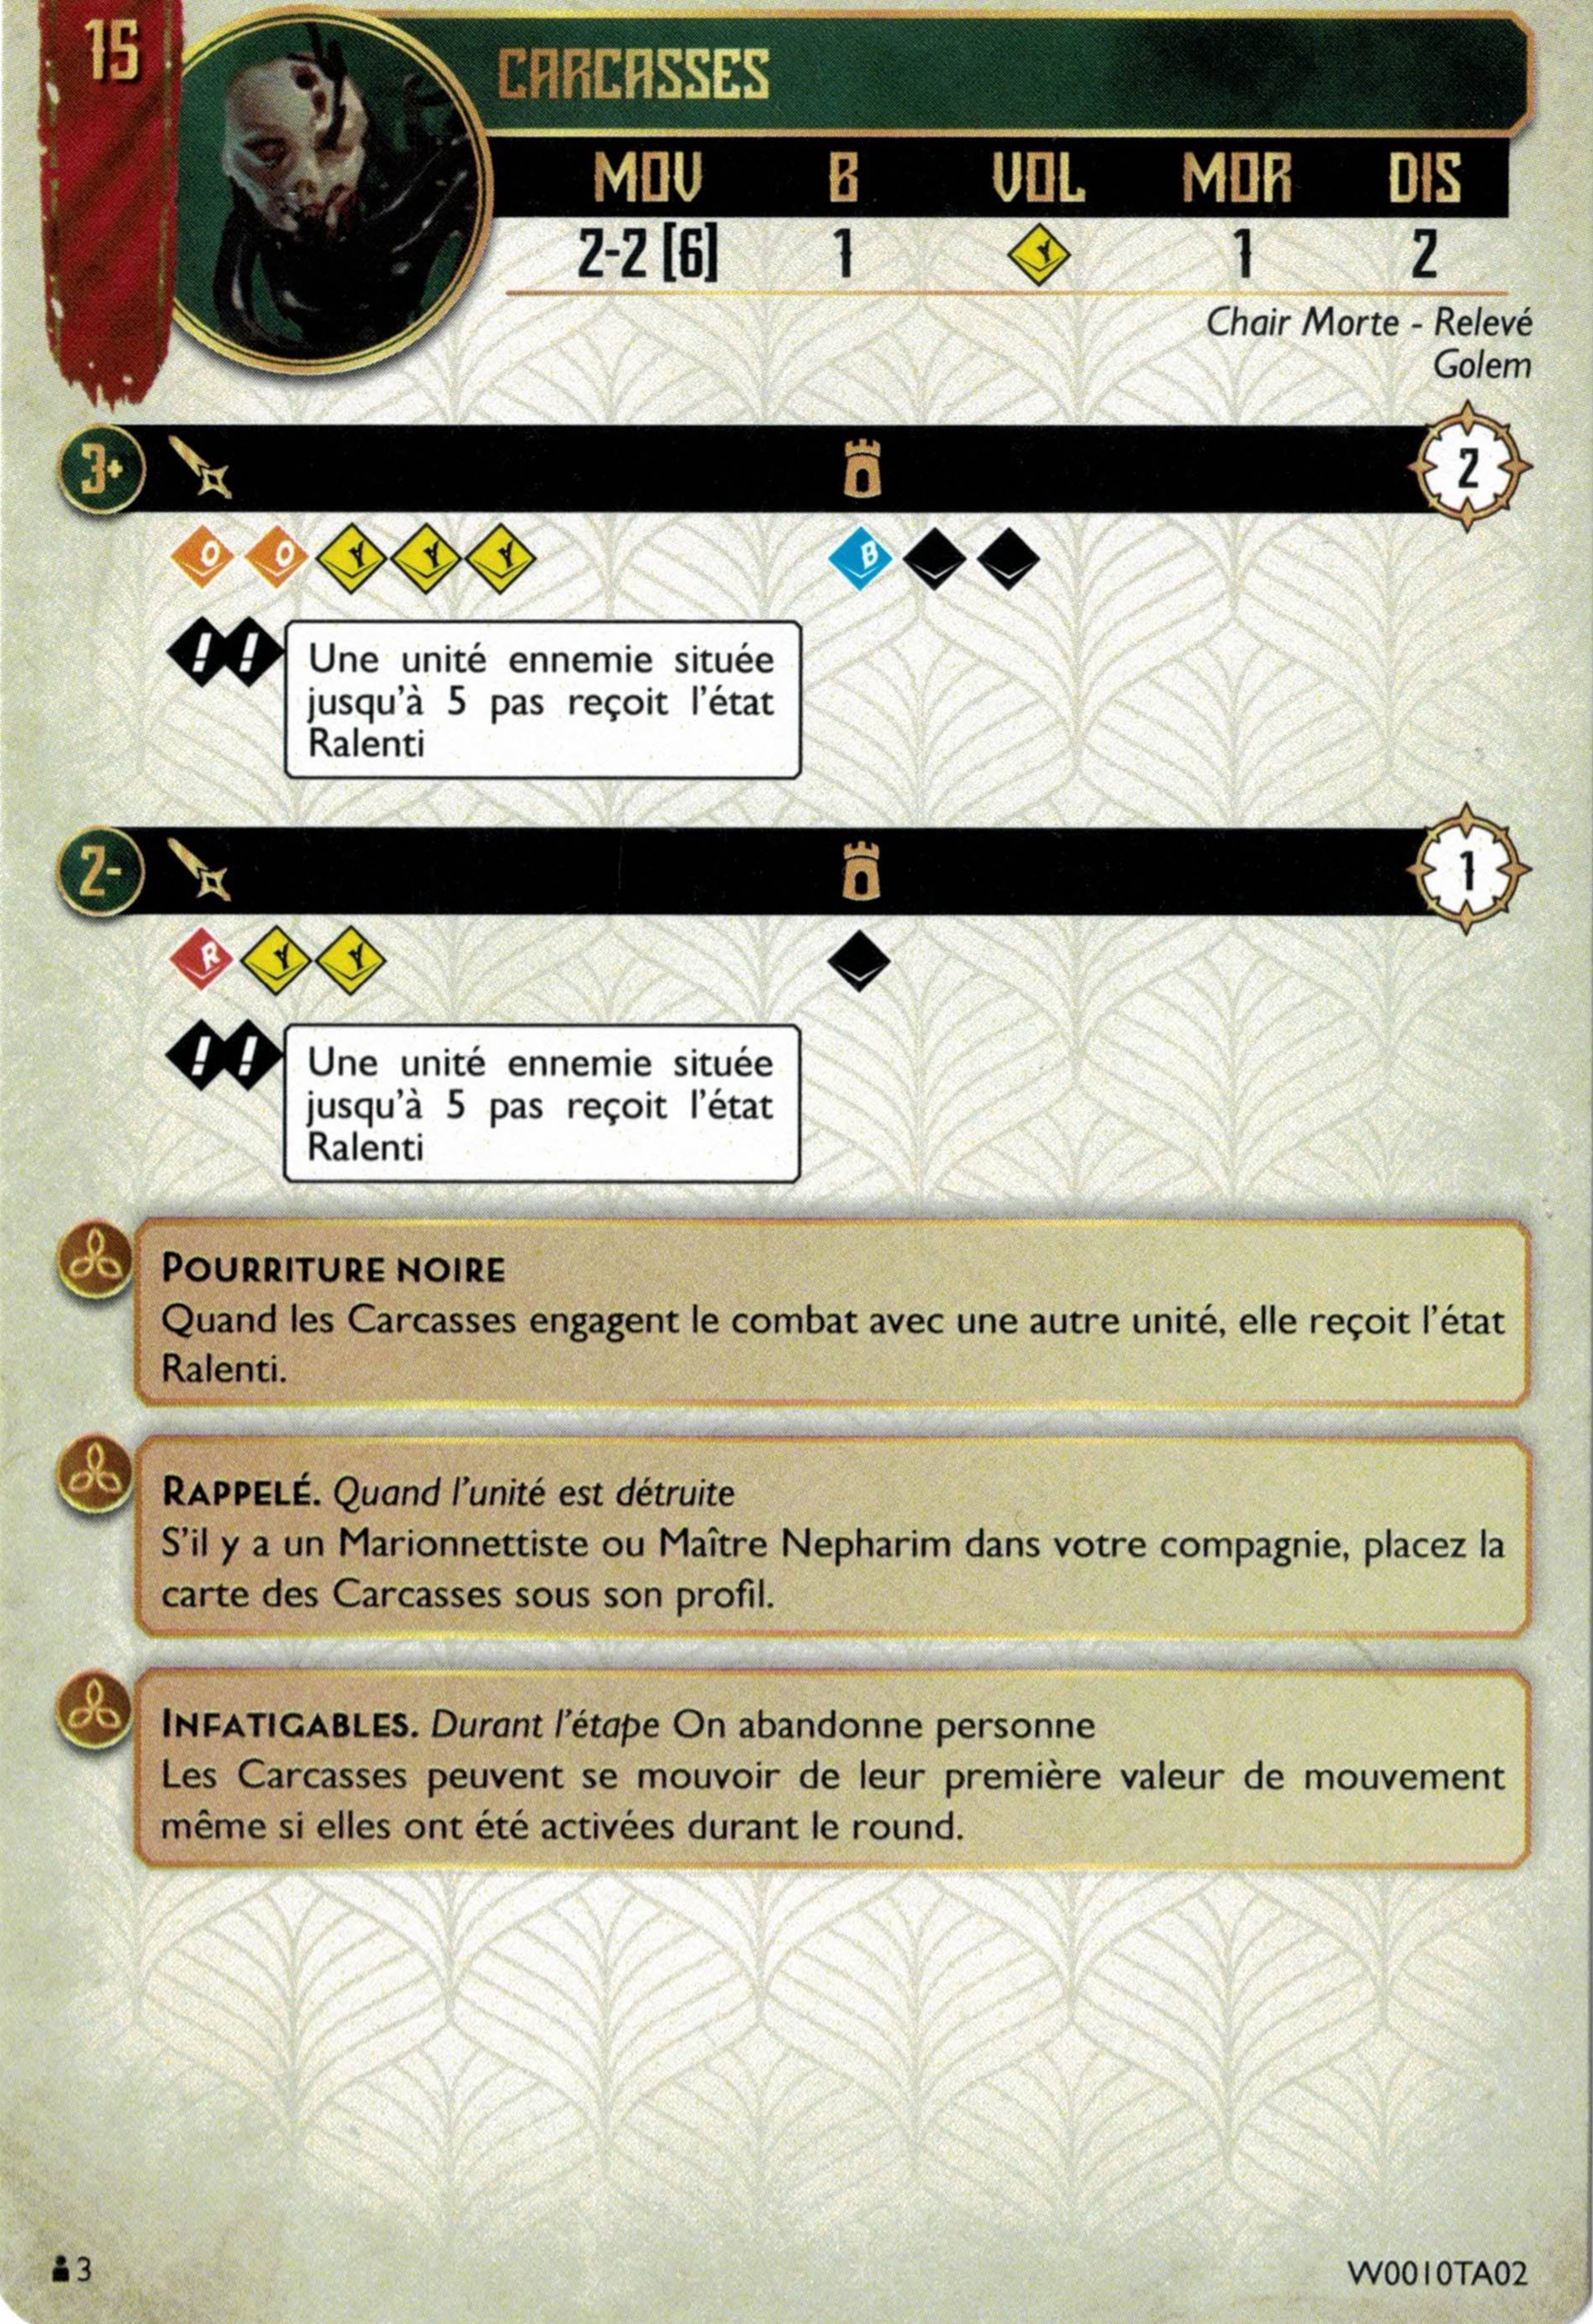 15
CARCASSES
MOV B VOL MOR DIS
2-2 [6] 1 Y 1 2
Chair Morte - Relevé
Golem
3+ 2
O O Y Y Y B
!! Une unité ennemie située
jusqu'à 5 pas reçoit l'état
Ralenti
2- 1
R Y Y
!! Une unité ennemie située
jusqu'à 5 pas reçoit l'état
Ralenti
POURRITURE NOIRE
Quand les Carcasses engagent le combat avec une autre unité, elle reçoit l'état
Ralenti.
RAPPELÉ. Quand l'unité est détruite
S'il y a un Marionnettiste ou Maître Nepharim dans votre compagnie, placez la
carte des Carcasses sous son profil.
INFATIGABLES. Durant l'étape On abandonne personne
Les Carcasses peuvent se mouvoir de leur première valeur de mouvement
même si elles ont été activées durant le round.
3
W0010TA02